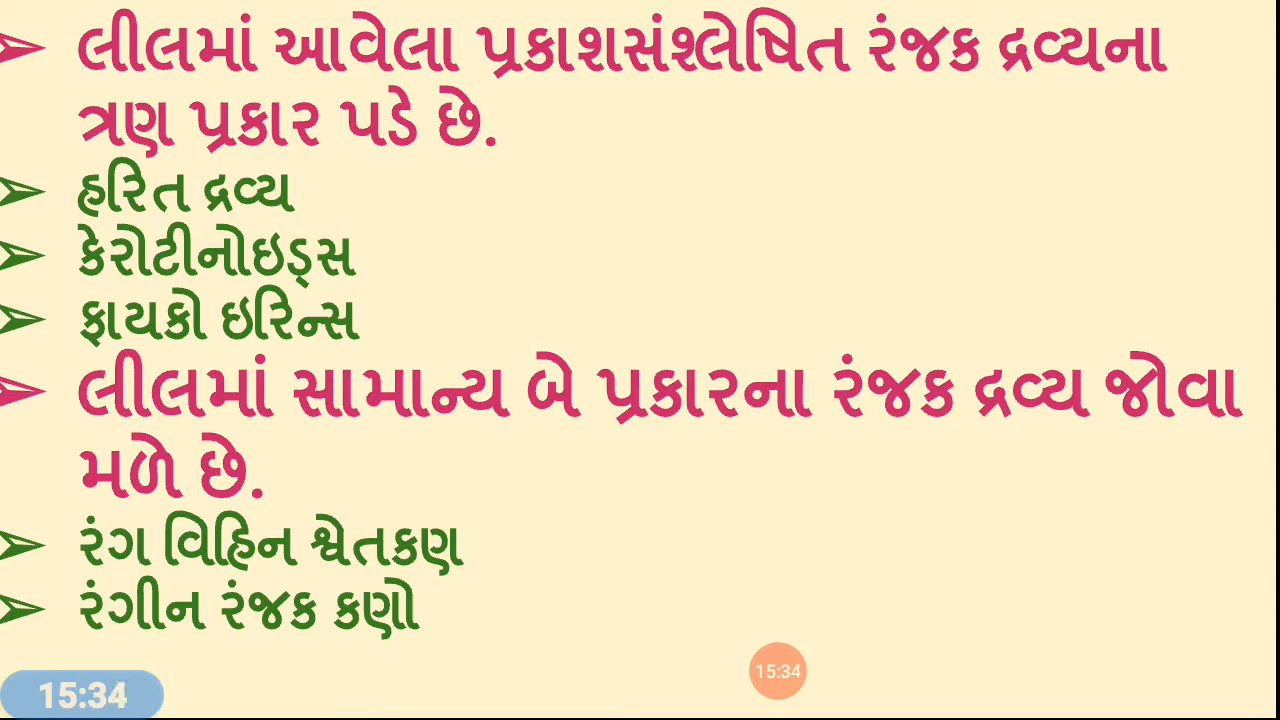 લીલમાં આવેલા પ્રકાશસંશ્લેષિત રંજક દ્રવ્યના
ત્રણ પ્રકાર પડે છે.
હરિત દ્રવ્ય
કેરોટીનોઇડ્સ
ફાયકો ઇરિન્સ
લીલમાં સામાન્ય બે પ્રકારના રંજક દ્રવ્ય જોવા
મળે છે.
રંગ વિહિન શ્વેતકણ
રંગીન રંજક કણો
15:34
15:34